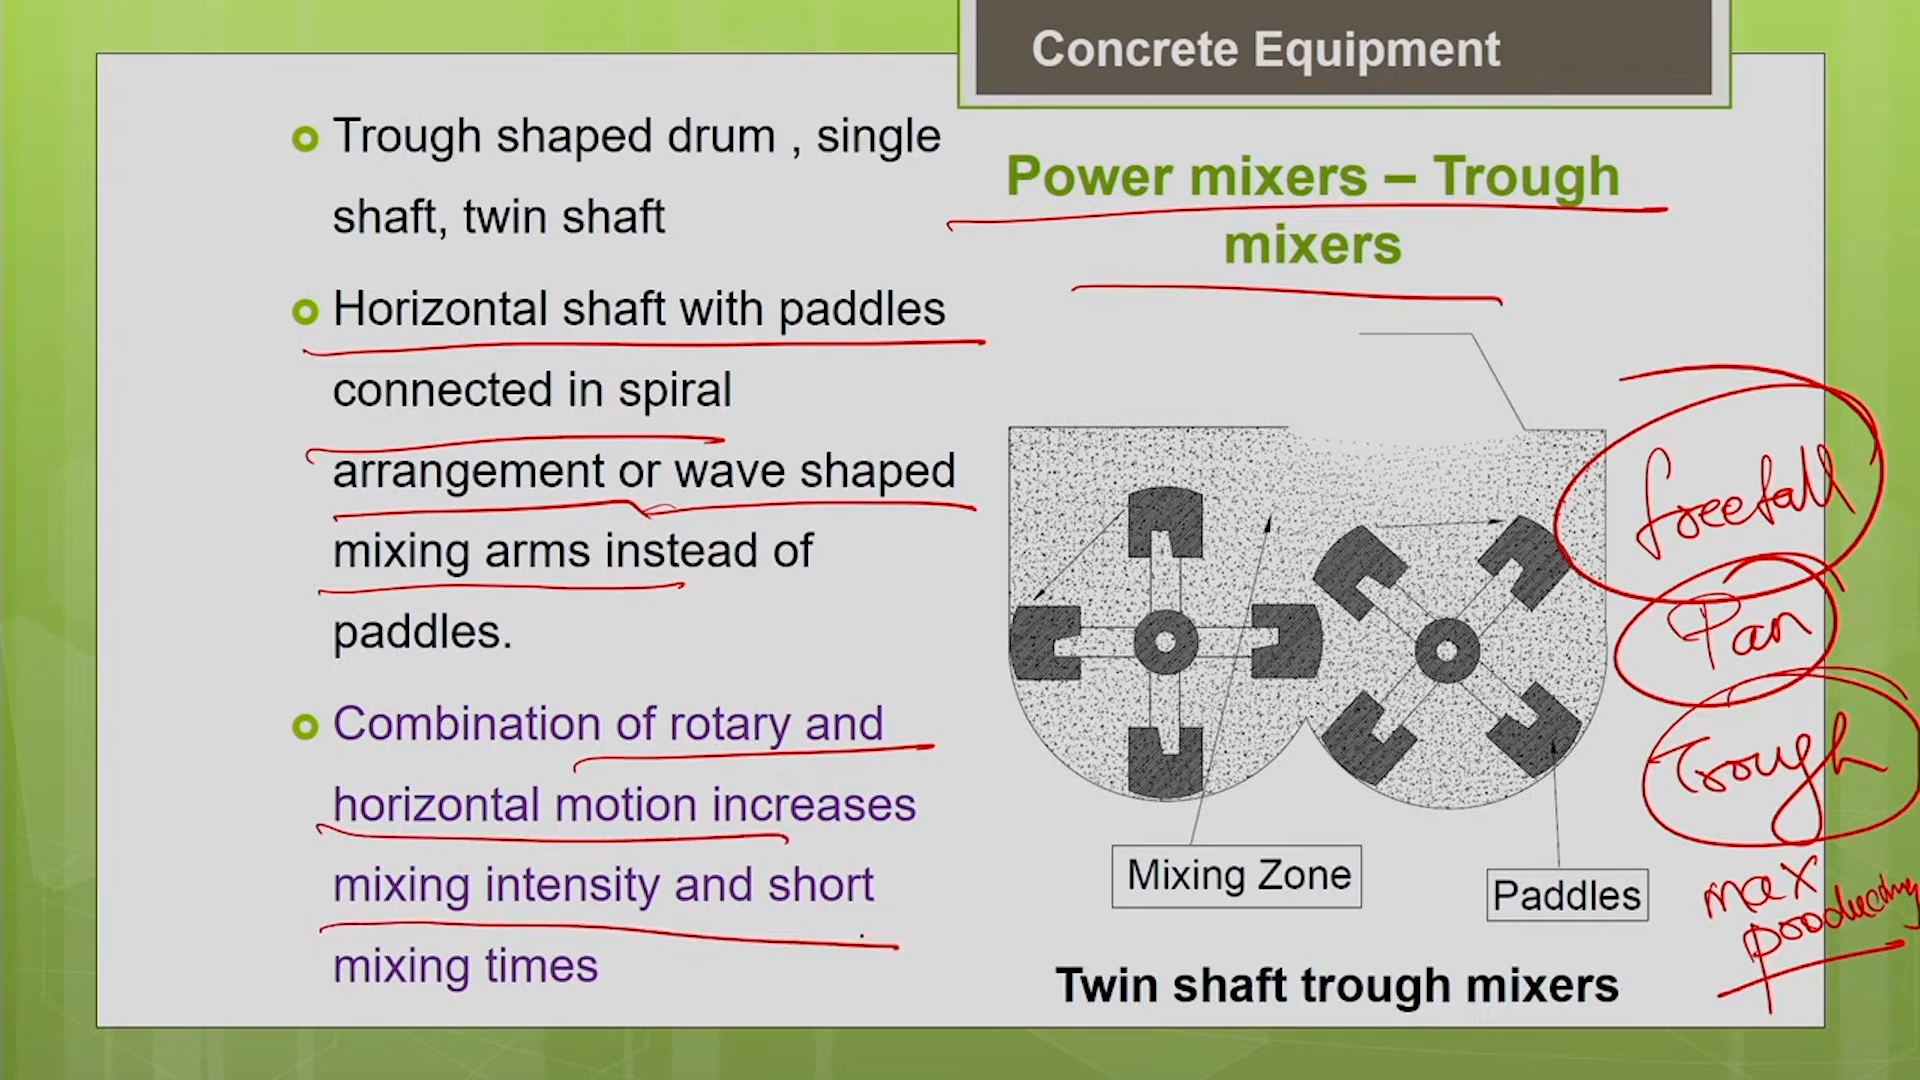 Concrete Equipment
Trough shaped drum , single
shaft, twin shaft
Horizontal shaft with paddles
connected in spiral
arrangement or wave shaped
mixing arms instead of
paddles.
Combination of rotary and
horizontal motion increases
mixing intensity and short
mixing times
Power mixers – Trough
mixers
Mixing Zone
Paddles
Twin shaft trough mixers
freefall
Pan
Trough
max